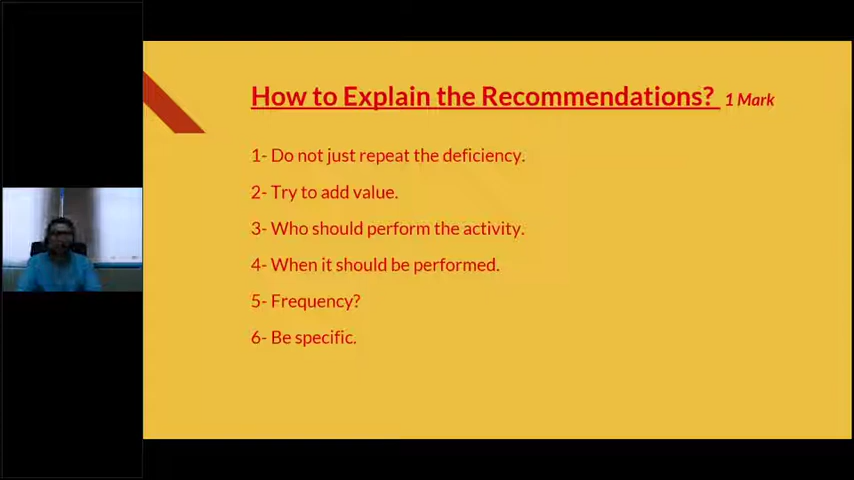 How to Explain the Recommendations? 1 Mark
1- Do not just repeat the deficiency.
2- Try to add value.
3- Who should perform the activity.
4- When it should be performed.
5- Frequency?
6- Be specific.